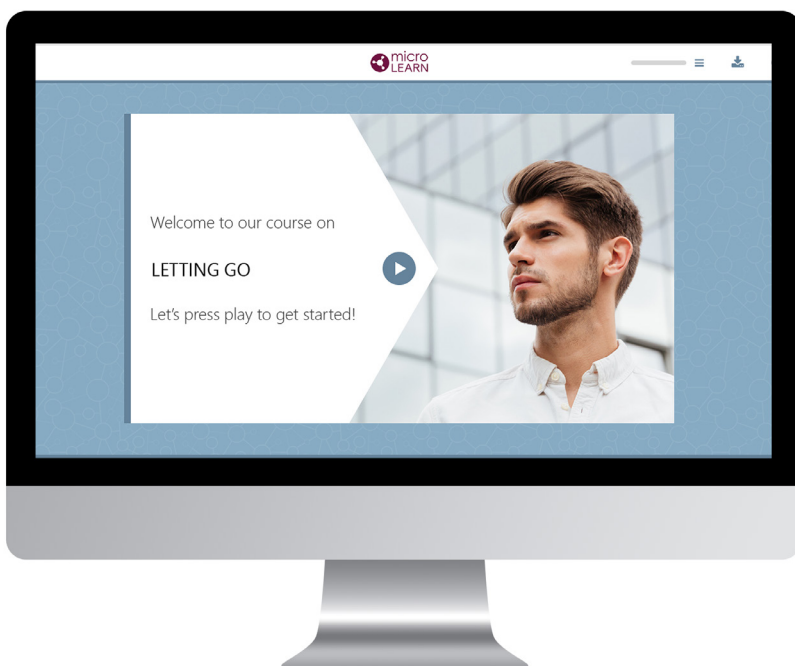 micro
LEARN
Welcome to our course on
LETTING GO
Let's press play to get started!